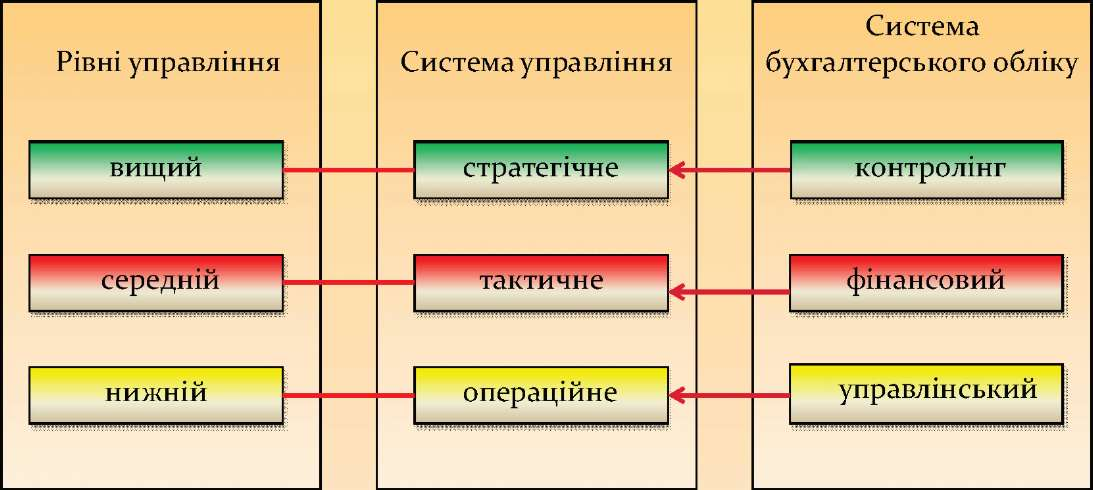 Рівні управління
Система управління
Система
бухгалтерського обліку
вищий
стратегічне
контролінг
середній
тактичне
фінансовий
нижній
операційне
управлінський